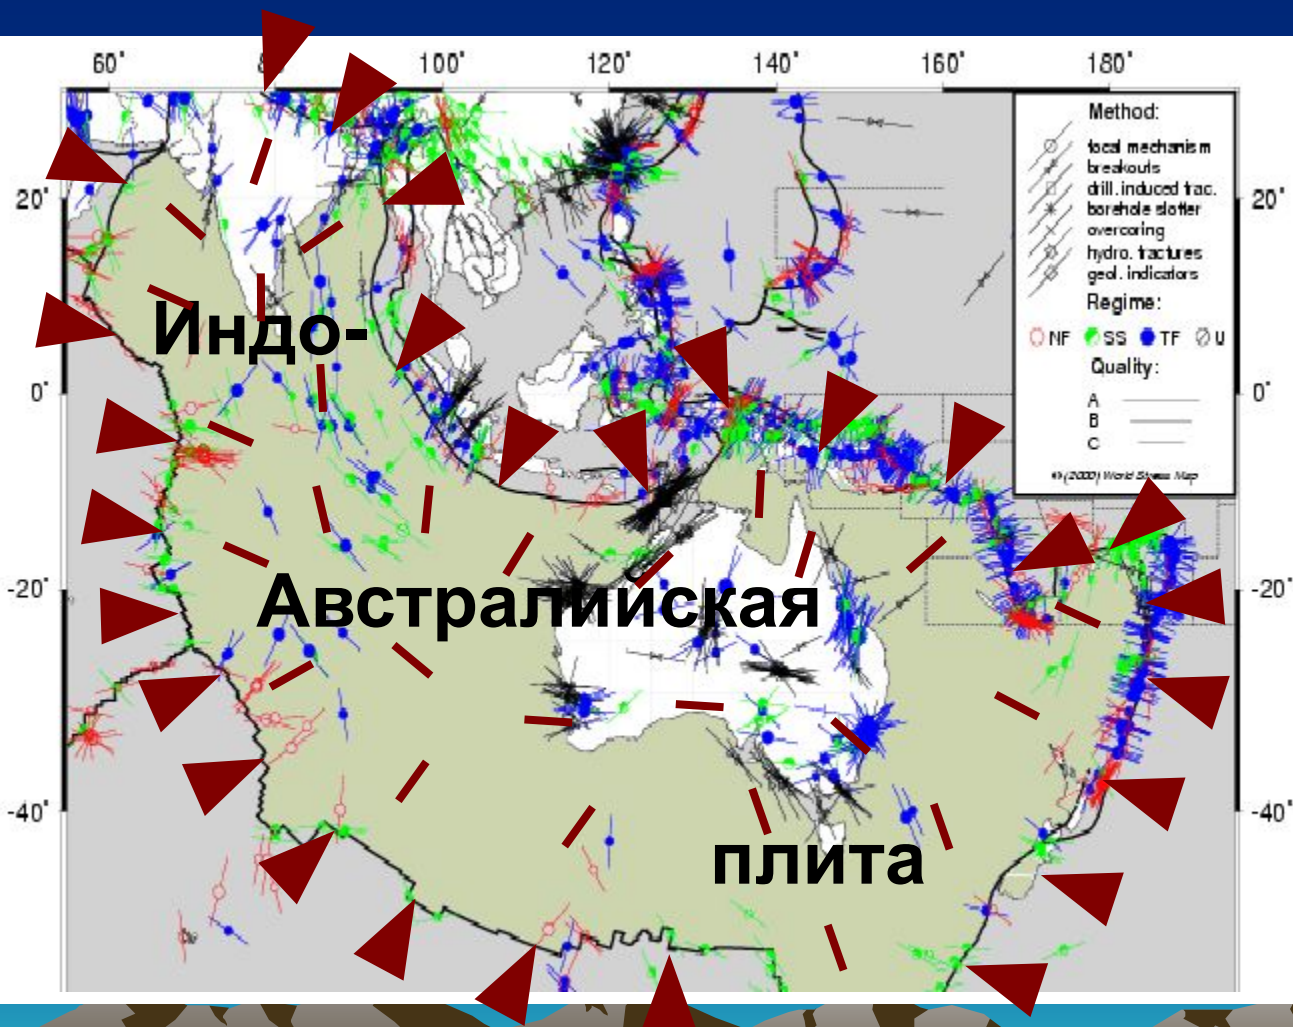 60° 8 100° 120° 140° 160° 180°
Method:
focal mechanism
breakouts
drill. induced frac.
20° 20°
borehole slotter
overcoring
hydro. fractures
geol. indicators
Regime:
Индо-
NF SS TF U
Quality:
0° 0°
A
B
C
(2000) World Stress Map
-20° -20°
Австралийская
-40° -40°
плита